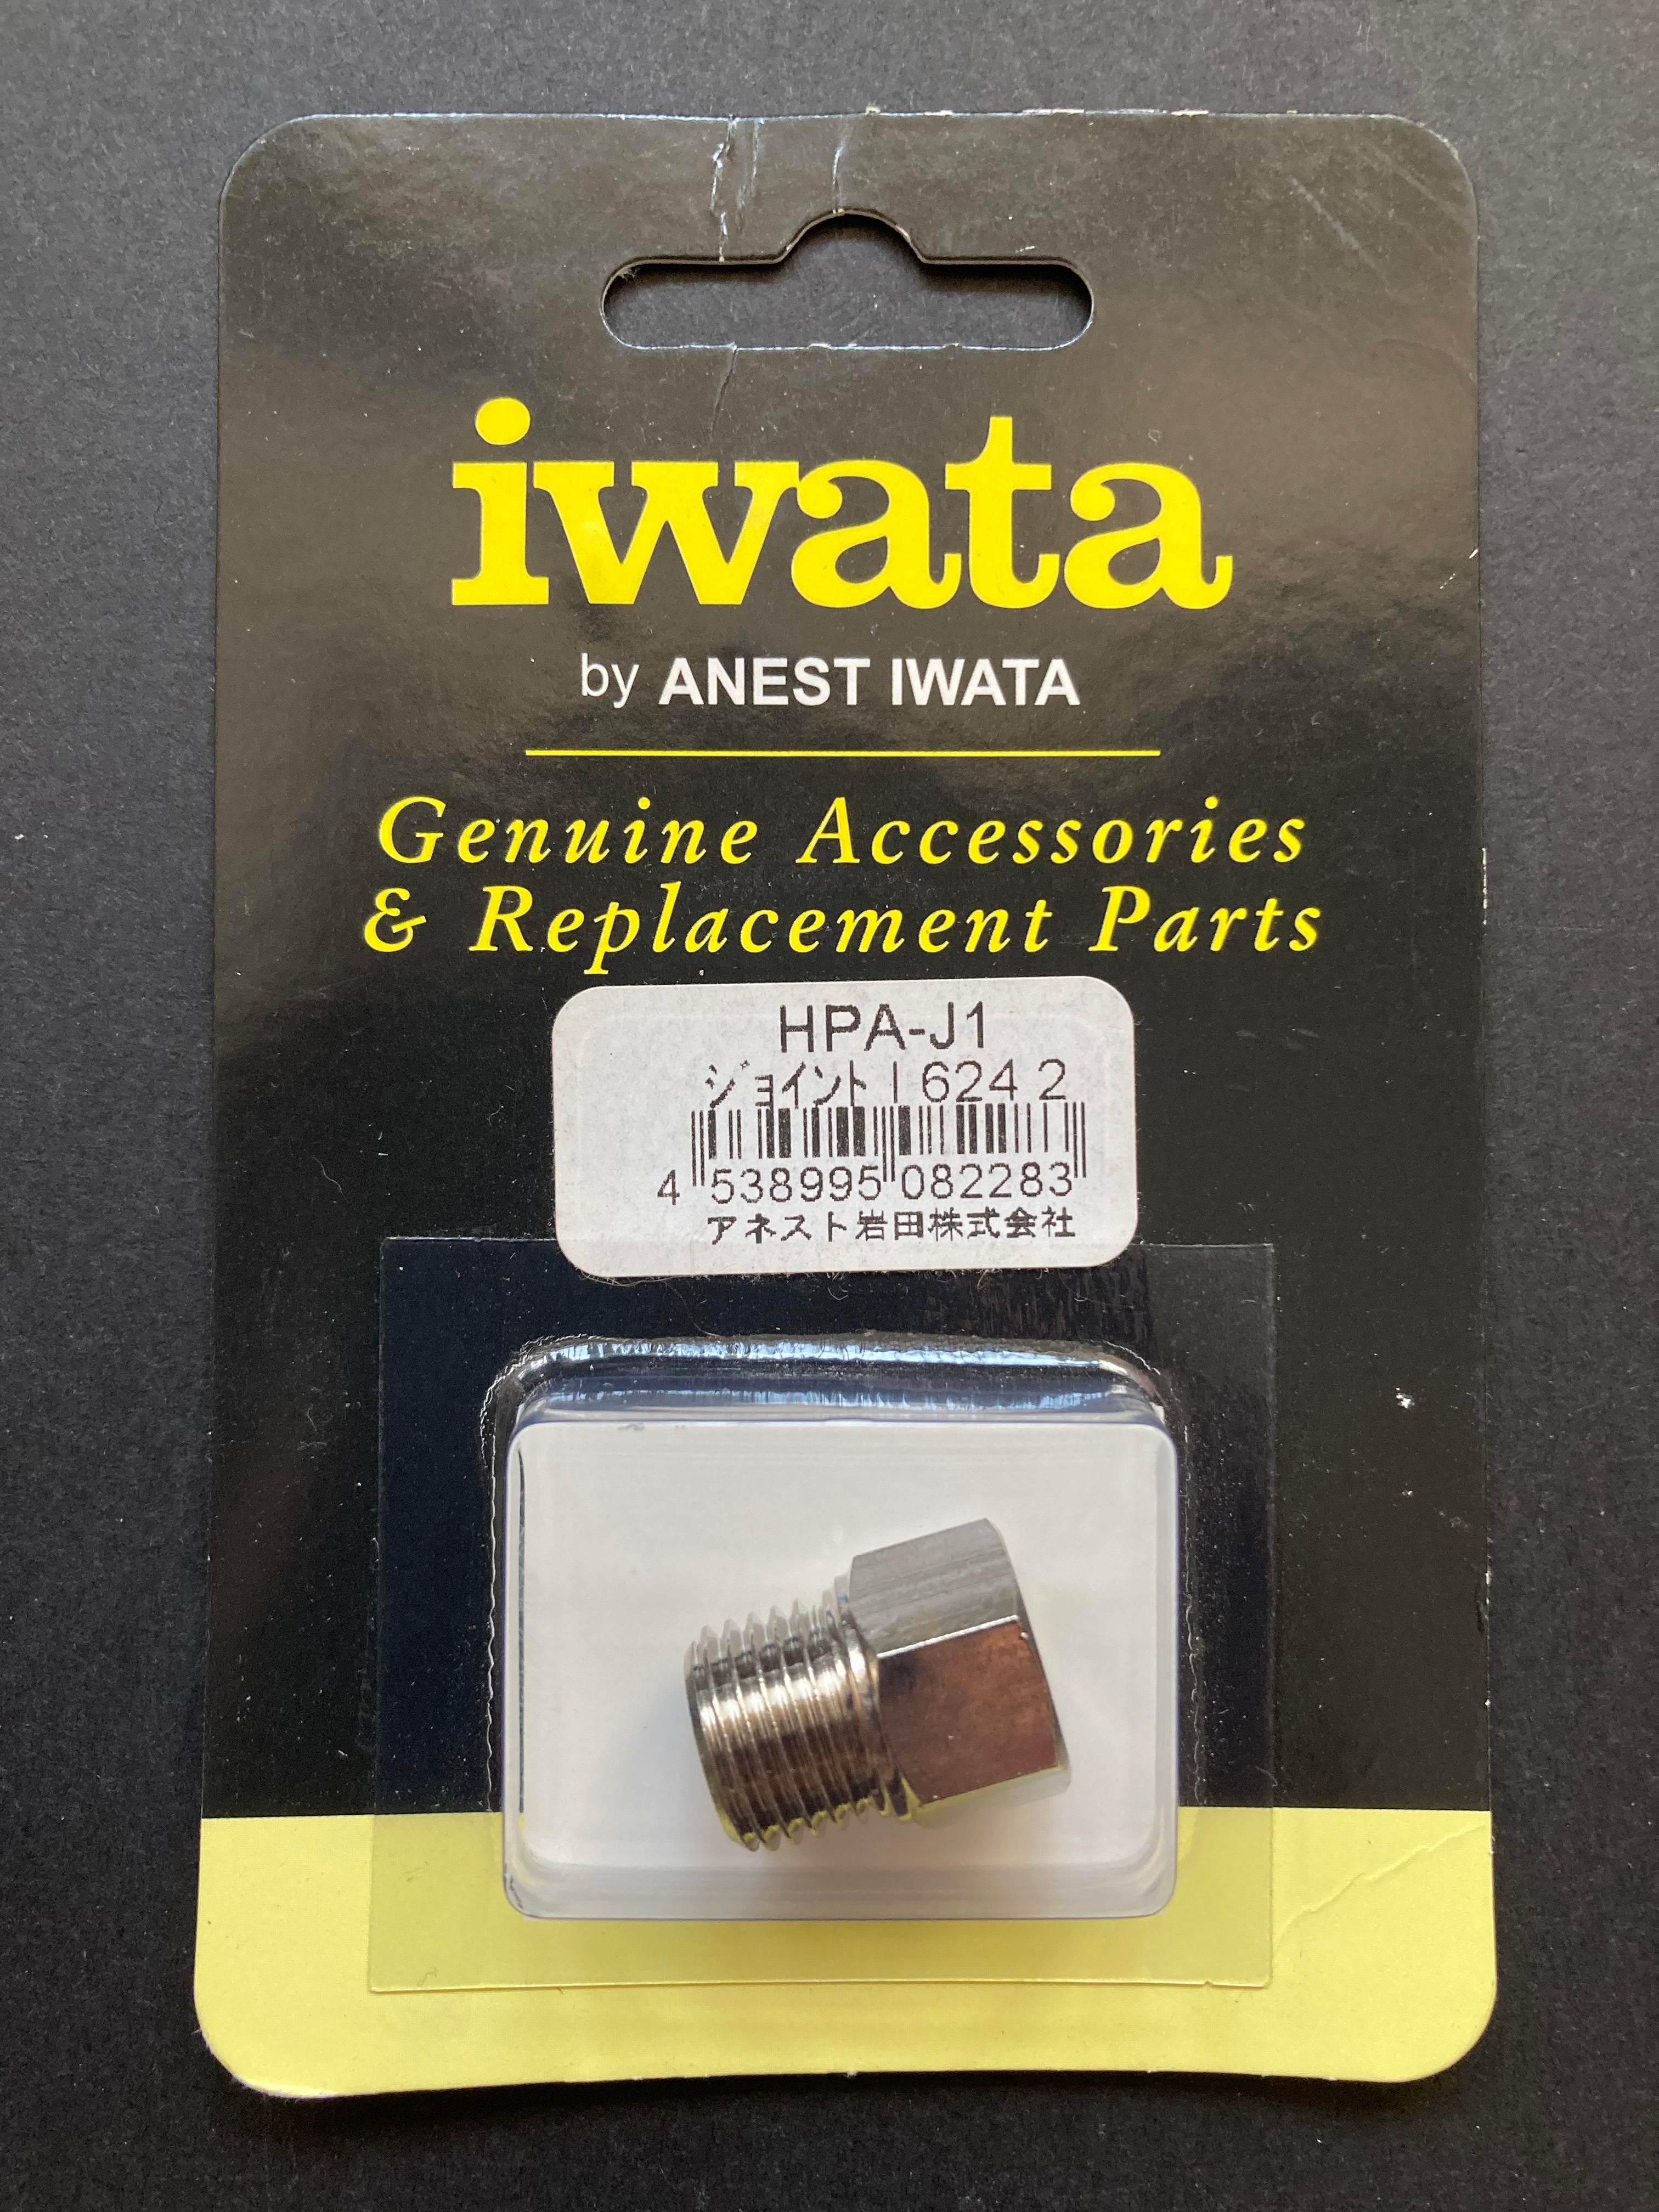 iwata
by ANEST IWATA
Genuine Accessories
& Replacement Parts
HPA-J1
ジョイント I 624 2
4 538995 082283
アネスト岩田株式会社